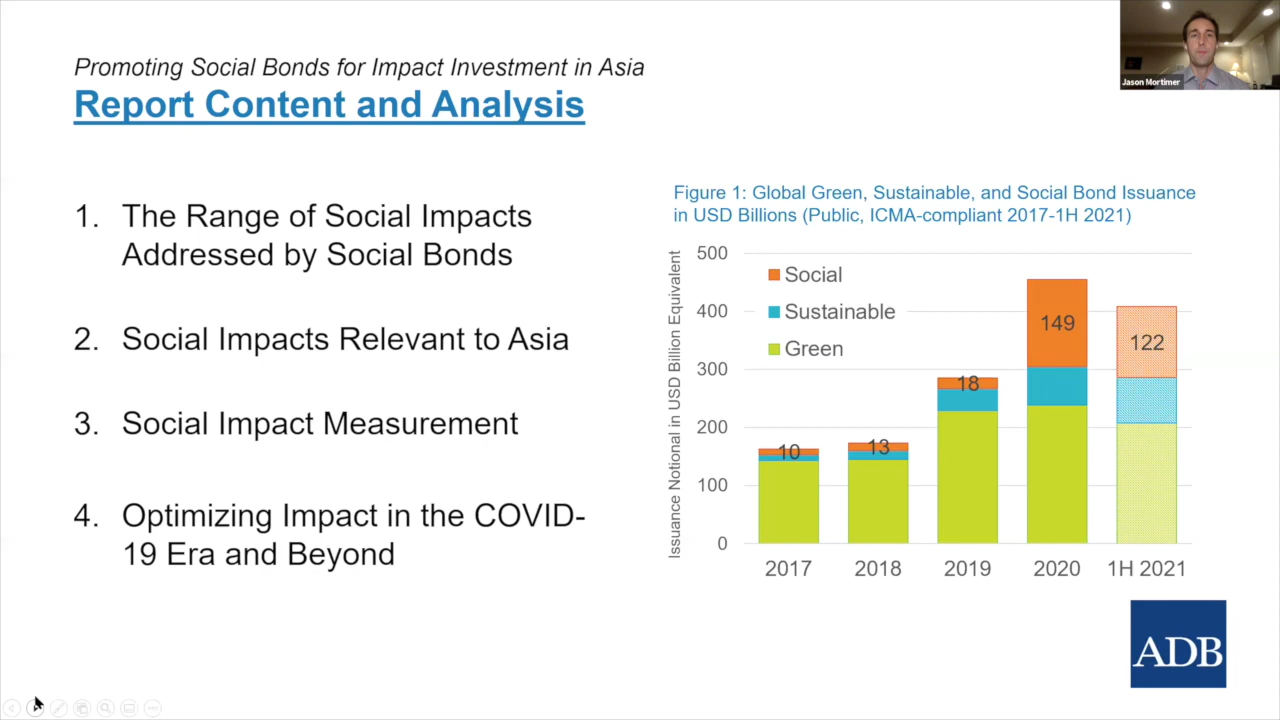 Promoting Social Bonds for Impact Investment in Asia
Report Content and Analysis
Jason Mortimer
1. The Range of Social Impacts
Addressed by Social Bonds
2. Social Impacts Relevant to Asia
3. Social Impact Measurement
4. Optimizing Impact in the COVID-
19 Era and Beyond
Figure 1: Global Green, Sustainable, and Social Bond Issuance
in USD Billions (Public, ICMA-compliant 2017-1H 2021)
Issuance Notional in USD Billion Equivalent
500
400
300
200
100
0
Social
Sustainable
Green
10
13
18
149
122
2017 2018 2019 2020 1H 2021
ADB